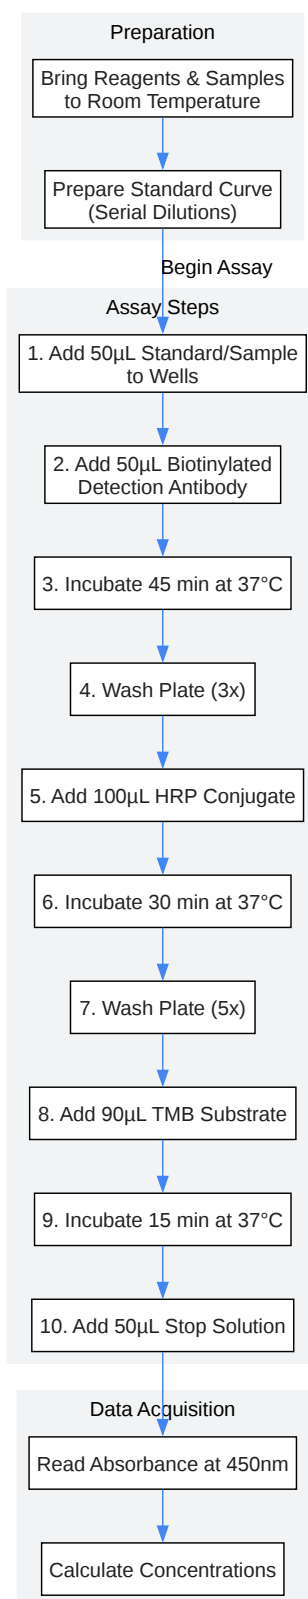 Preparation
Bring Reagents & Samples
to Room Temperature
Prepare Standard Curve
(Serial Dilutions)
Begin Assay
Assay Steps
1. Add 50µL Standard/Sample
to Wells
2. Add 50µL Biotinylated
Detection Antibody
3. Incubate 45 min at 37°C
4. Wash Plate (3x)
5. Add 100µL HRP Conjugate
6. Incubate 30 min at 37°C
7. Wash Plate (5x)
8. Add 90µL TMB Substrate
9. Incubate 15 min at 37°C
10. Add 50µL Stop Solution
Data Acquisition
Read Absorbance at 450nm
Calculate Concentrations